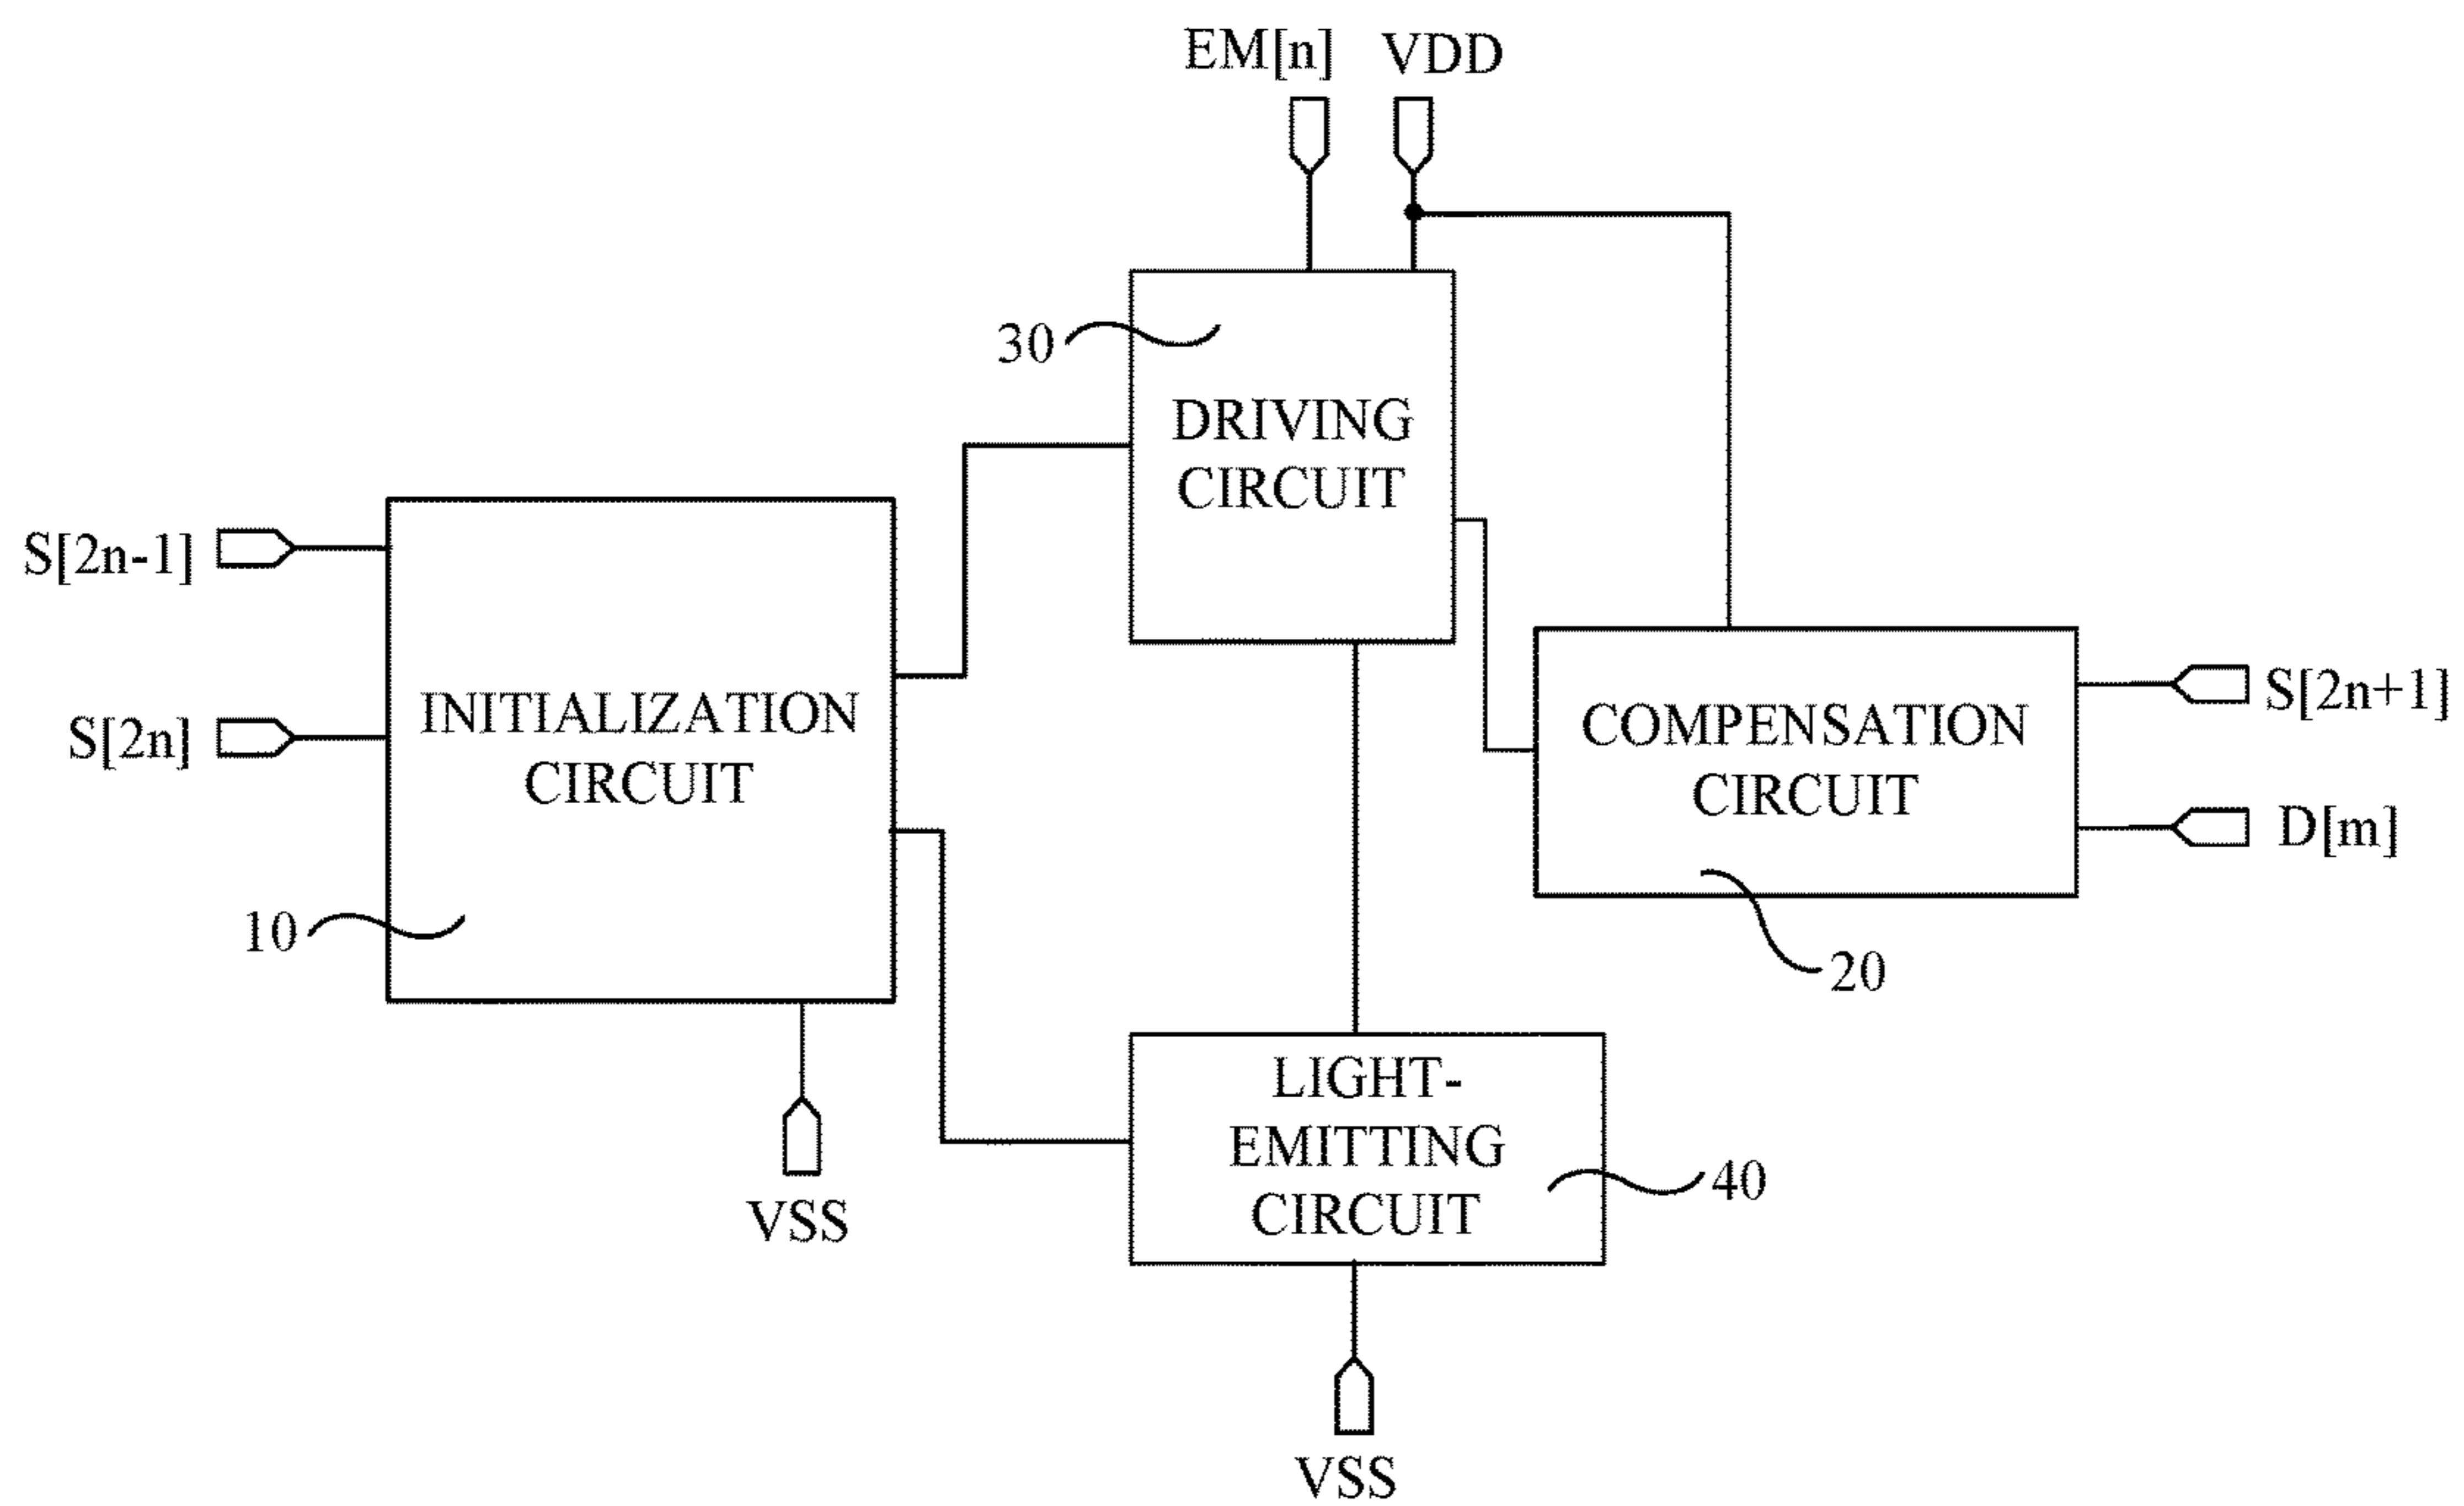 EM[n]
VDD
30
DRIVING
CIRCUIT
S[2n-1]
S[2n]
INITIALIZATION
CIRCUIT
10
VSS
COMPENSATION
CIRCUIT
S[2n+1]
D[m]
20
LIGHT-
EMITTING
CIRCUIT
40
VSS